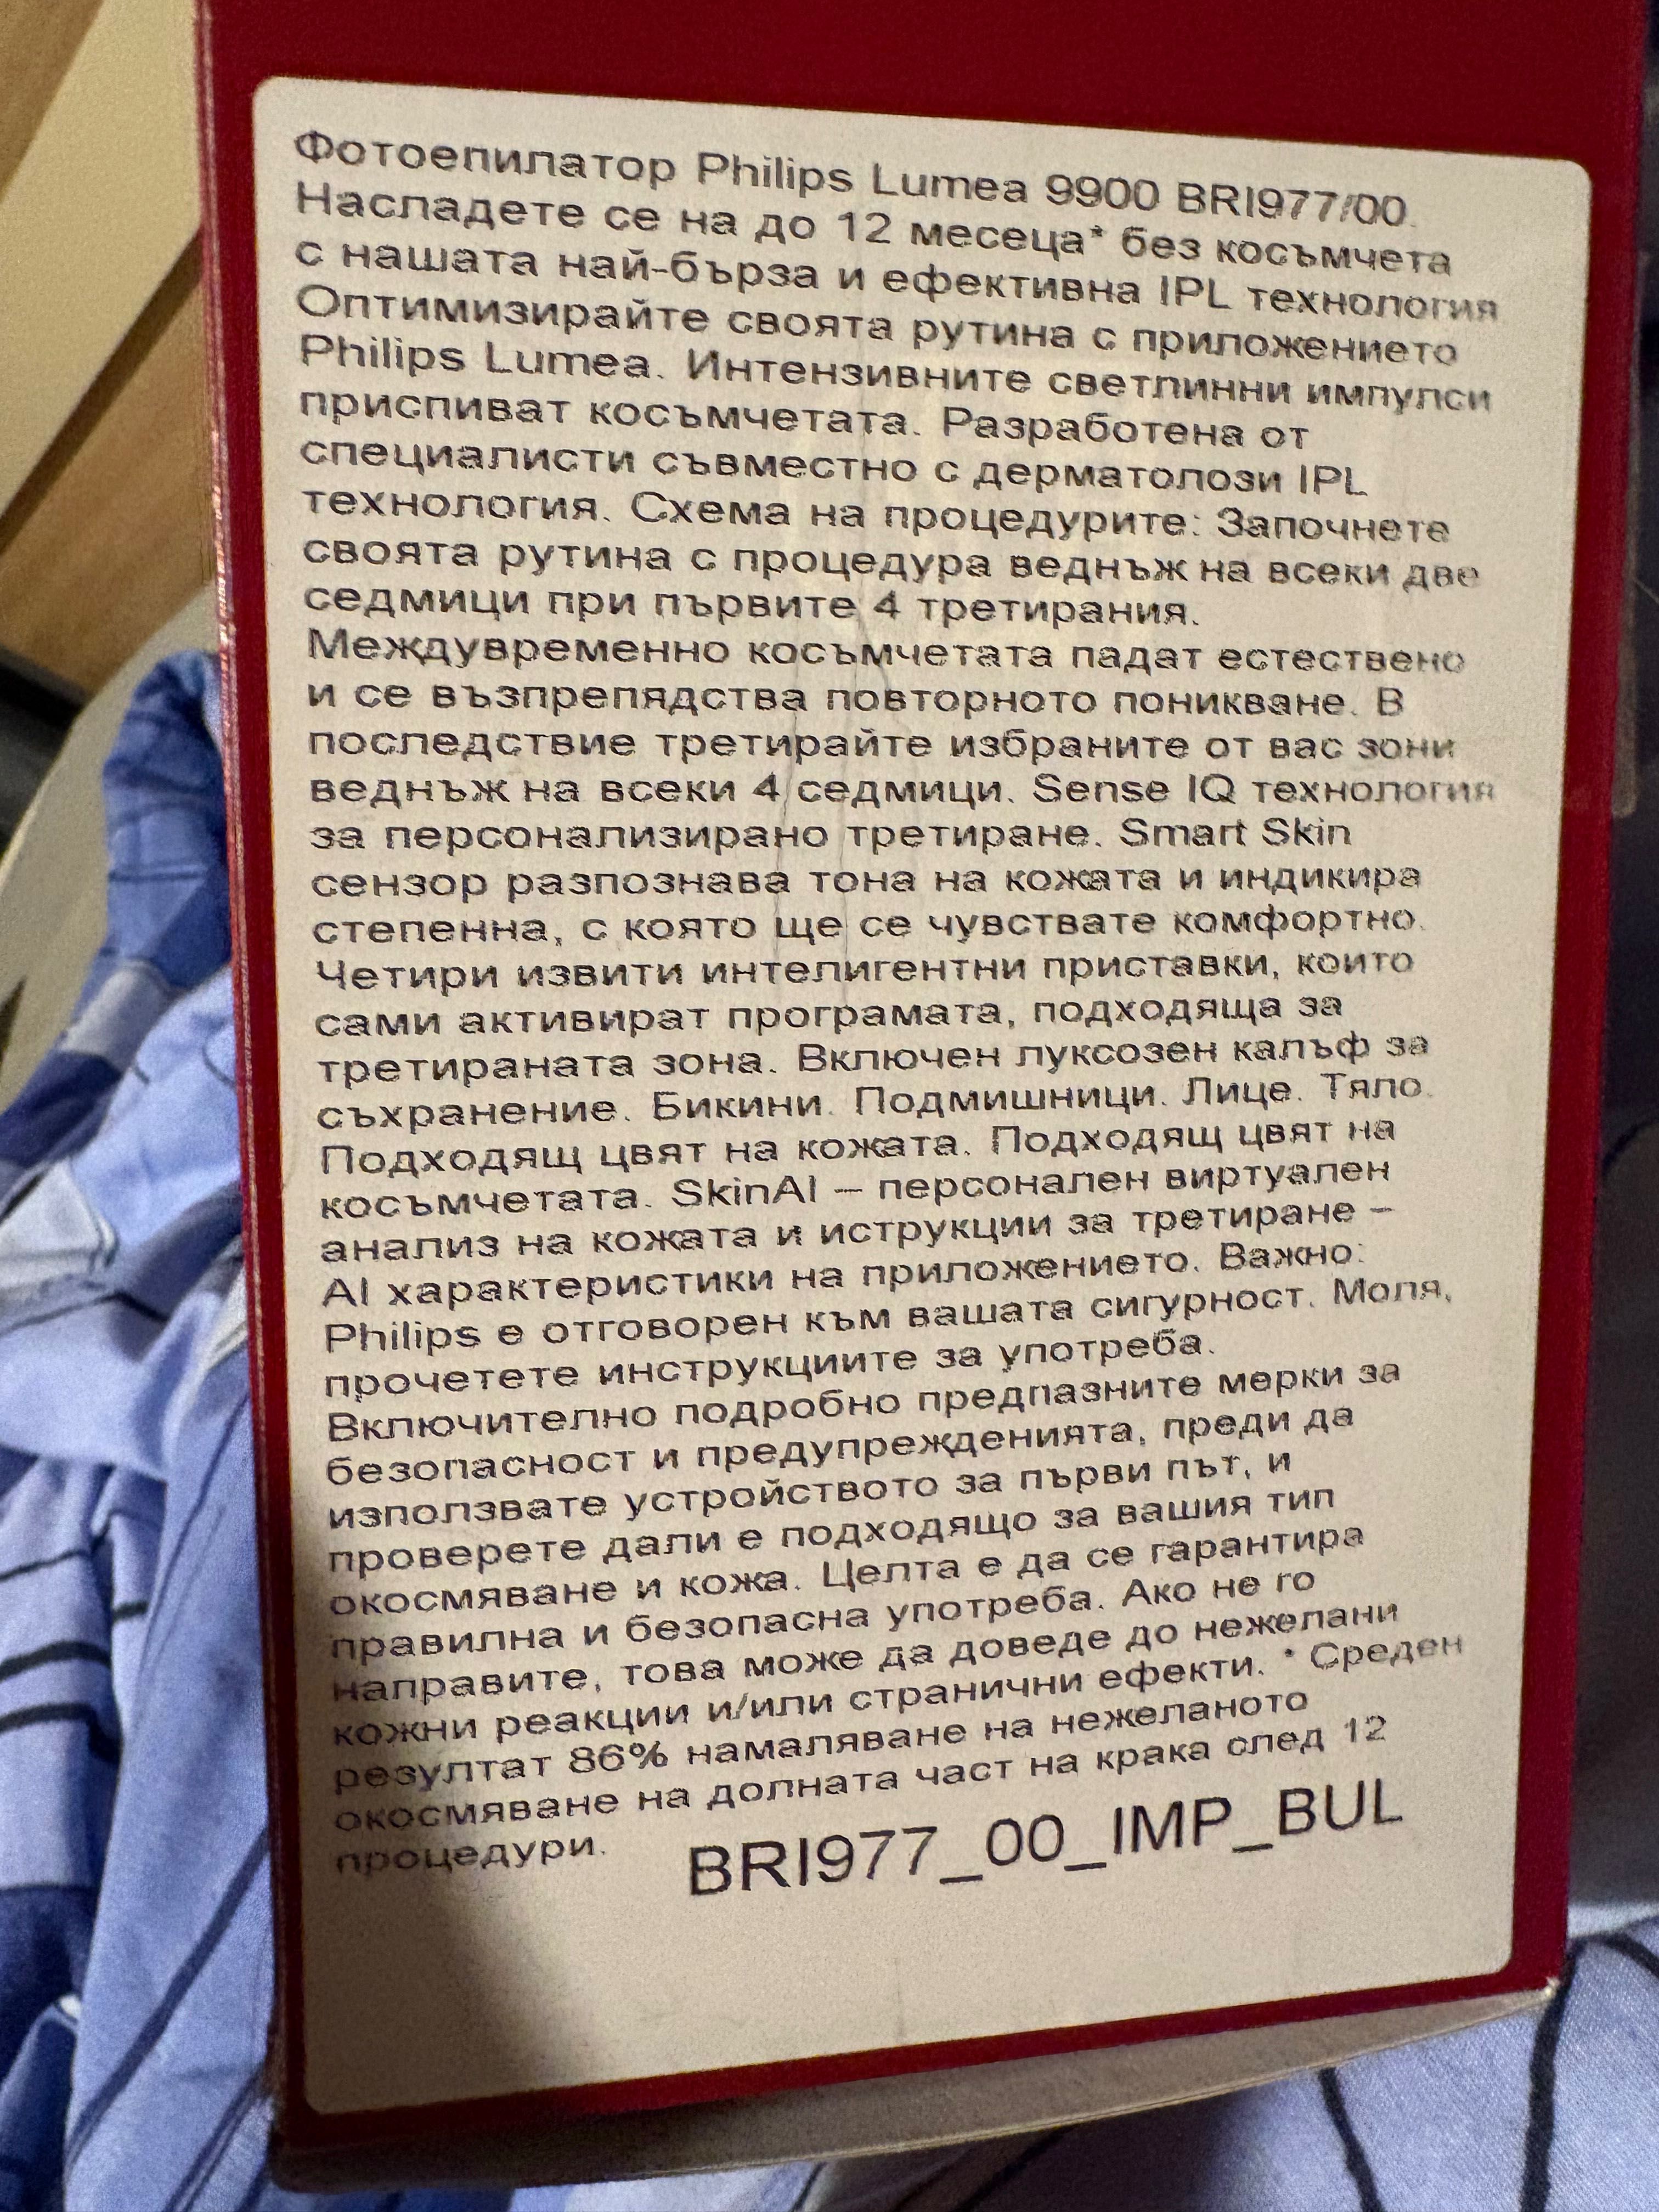 Фотоепилатор Philips Lumea 9900 BRI977/00.
Насладете се на до 12 месеца* без косъмчета
с нашата най-бърза и ефективна IPL технология
Оптимизирайте своята рутина с приложението
Philips Lumea. Интензивните светлинни импулси
приспиват косъмчетата. Разработена от
специалисти съвместно с дерматолози IPL
технология. Схема на процедурите: Започнете
своята рутина с процедура веднъж на всеки две
седмици при първите 4 третирания.
Междувременно косъмчетата падат естествено
и се възпрепядства повторното поникване. В
последствие третирайте избраните от вас зони
веднъж на всеки 4 седмици. Sense IQ технология
за персонализирано третиране. Smart Skin
сензор разпознава тона на кожата и индикира
степенна, с която ще се чувствате комфортно.
Четири извити интелигентни приставки, които
сами активират програмата, подходяща за
третираната зона. Включен луксозен калъф за
съхранение. Бикини. Подмишници. Лице. Тяло.
Подходящ цвят на кожата. Подходящ цвят на
косъмчетата. SkinAI – персонален виртуален
анализ на кожата и иструкции за третиране –
AI характеристики на приложението. Важно:
Philips е отговорен към вашата сигурност. Моля,
прочетете инструкциите за употреба.
Включително подробно предпазните мерки за
безопасност и предупрежденията, преди да
използвате устройството за първи път, и
проверете дали е подходящо за вашия тип
окосмяване и кожа. Целта е да се гарантира
правилна и безопасна употреба. Ако не го
направите, това може да доведе до нежелани
кожни реакции и/или странични ефекти. * Среден
резултат 86% намаляване на нежеланото
окосмяване на долната част на крака след 12
процедури.
BRI977_00_IMP_BUL